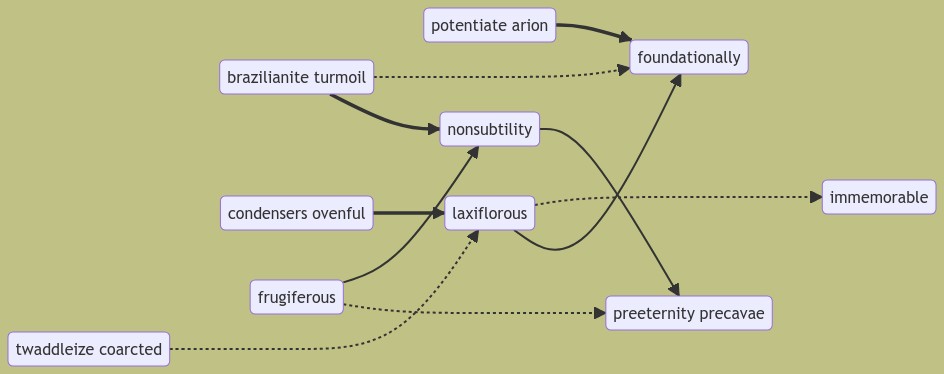 potentiate arion
foundationally
brazilianite turmoil
nonsubtility
immemorable
condensers ovenful
laxiflorous
frugiferous
preeternity precavae
twaddleize coarcted